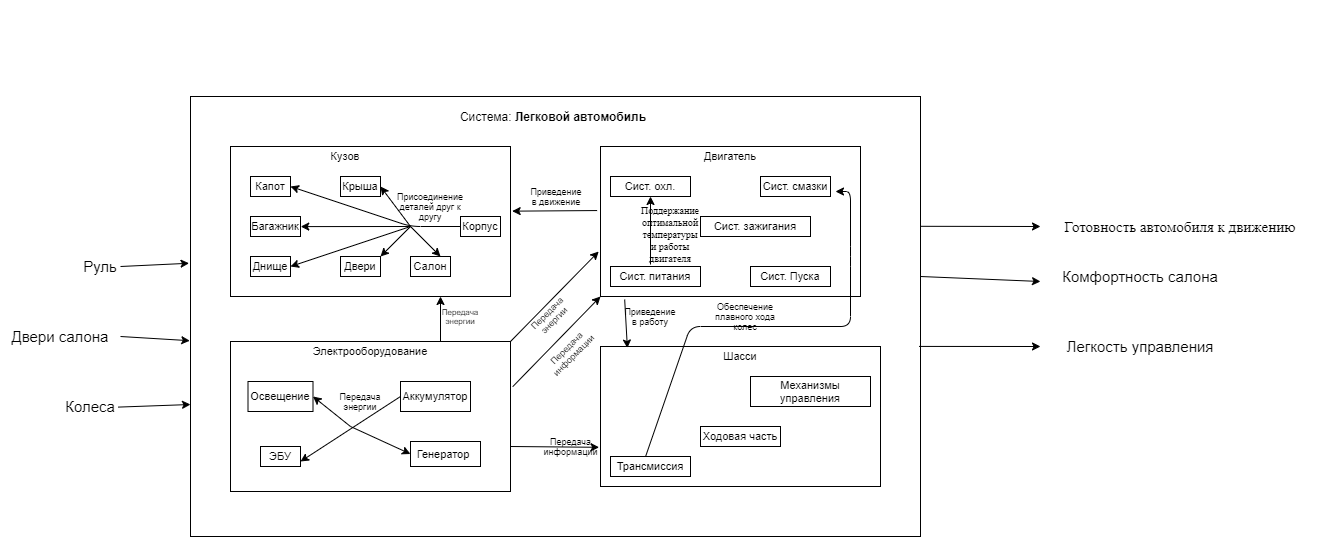 Система: Легковой автомобиль
Кузов
Капот
Крыша
Присоединение
деталей друг к
другу
Багажник
Корпус
Днище
Двери
Салон
Приведение
в движение
Двигатель
Сист. охл.
Сист. смазки
Поддержание
оптимальной
температуры
и работы
двигателя
Сист. зажигания
Сист. питания
Сист. Пуска
Руль
Двери салона
Колеса
Готовность автомобиля к движению
Комфортность салона
Легкость управления
Передача
энергии
Передача
энергии
Передача
информации
Приведение
в работу
Обеспечение
плавного хода
колес
Электрооборудование
Освещение
Передача
энергии
Аккумулятор
ЭБУ
Генератор
Передача
информации
Шасси
Механизмы
управления
Ходовая часть
Трансмиссия